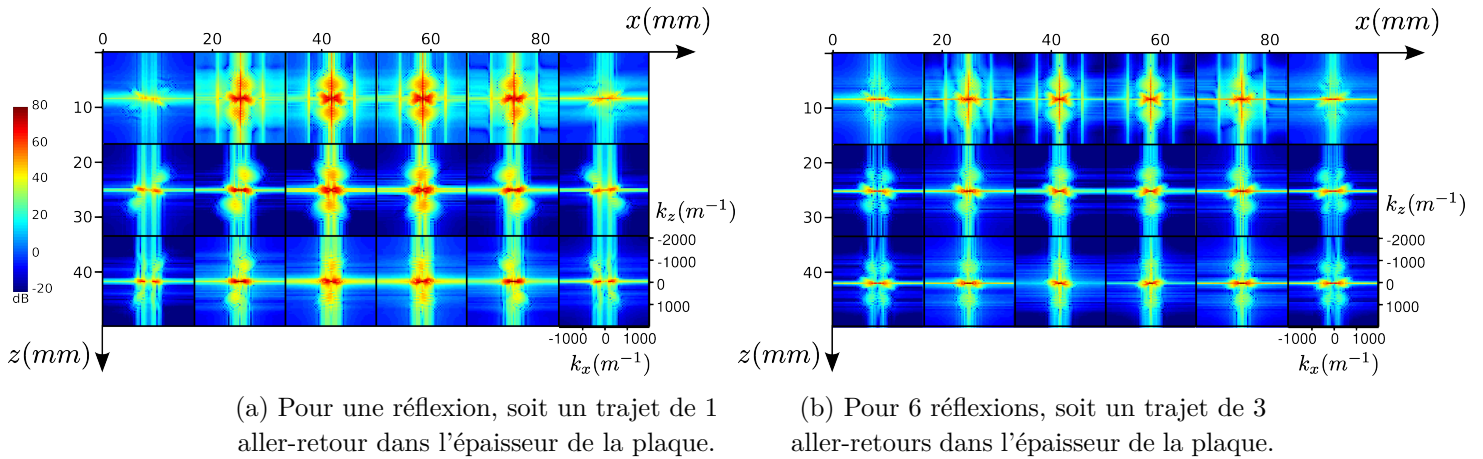 x(mm)
0 20 40 60 80
10
20
30
40
80
60
40
20
0
-20
dB
k_z(m^{-1})
-2000
-1000
0
1000
z(mm)
-1000 0 1000
k_x(m^{-1})
(a) Pour une réflexion, soit un trajet de 1
aller-retour dans l'épaisseur de la plaque.
x(mm)
0 20 40 60 80
10
20
30
40
k_z(m^{-1})
-2000
-1000
0
1000
z(mm)
-1000 0 1000
k_x(m^{-1})
(b) Pour 6 réflexions, soit un trajet de 3
aller-retours dans l'épaisseur de la plaque.